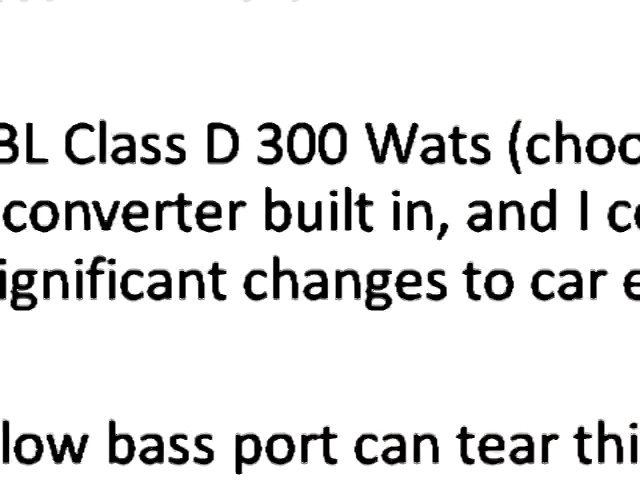 BL Class D 300 Wats (choo
converter built in, and I co
ignificant changes to car e
low bass port can tear thi